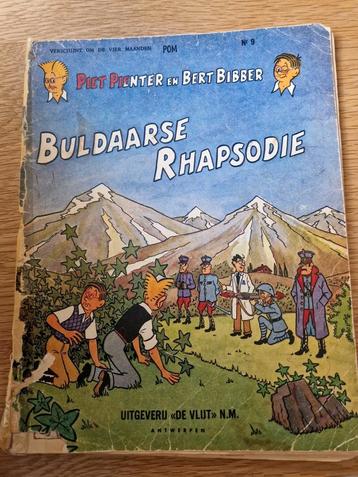 VERSCHIJNT OM DE VIER MAANDEN
POM
Nº 9
PIET PIENTER EN BERT BIBBER
BULDAARSE
RHAPSODIE
UITGEVERIJ «DE VLIJT» N.M.
ANTWERPEN